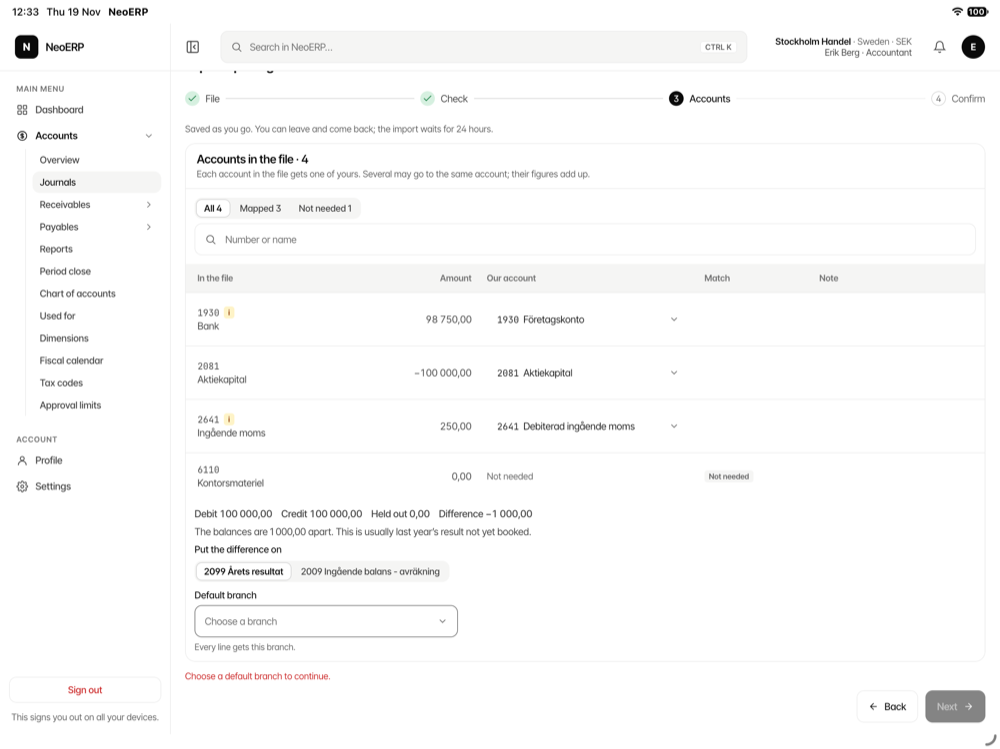 12:33 Thu 19 Nov NeoERP
100
N NeoERP
Search in NeoERP...
CTRL K
Stockholm Handel · Sweden · SEK
Erik Berg · Accountant
E
MAIN MENU
Dashboard
Accounts
Overview
Journals
Receivables
Payables
Reports
Period close
Chart of accounts
Used for
Dimensions
Fiscal calendar
Tax codes
Approval limits
ACCOUNT
Profile
Settings
Sign out
This signs you out on all your devices.
File
Check
3 Accounts
4 Confirm
Saved as you go. You can leave and come back; the import waits for 24 hours.
Accounts in the file · 4
Each account in the file gets one of yours. Several may go to the same account; their figures add up.
All 4 Mapped 3 Not needed 1
Number or name
In the file Amount Our account Match Note
1930 i
Bank
98 750,00 1930 Företagskonto
2081
Aktiekapital
−100 000,00 2081 Aktiekapital
2641 i
Ingående moms
250,00 2641 Debiterad ingående moms
6110
Kontorsmateriel
0,00 Not needed Not needed
Debit 100 000,00 Credit 100 000,00 Held out 0,00 Difference −1 000,00
The balances are 1 000,00 apart. This is usually last year's result not yet booked.
Put the difference on
2099 Årets resultat 2009 Ingående balans - avräkning
Default branch
Choose a branch
Every line gets this branch.
Choose a default branch to continue.
Back
Next